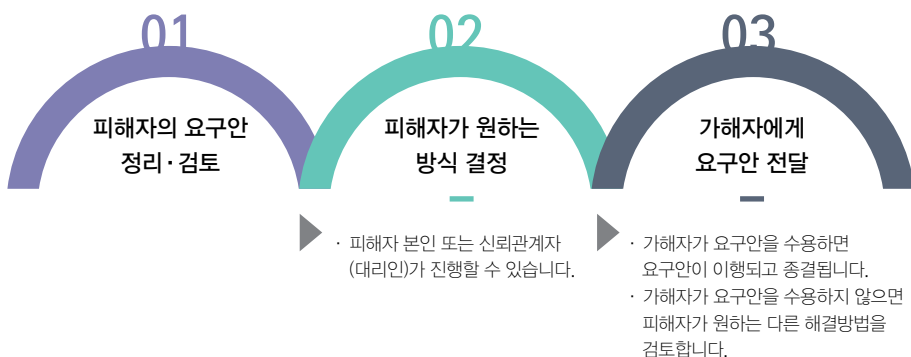 01
피해자의 요구안
정리·검토
02
피해자가 원하는
방식 결정
· 피해자 본인 또는 신뢰관계자
(대리인)가 진행할 수 있습니다.
03
가해자에게
요구안 전달
· 가해자가 요구안을 수용하면
요구안이 이행되고 종결됩니다.
· 가해자가 요구안을 수용하지 않으면
피해자가 원하는 다른 해결방법을
검토합니다.